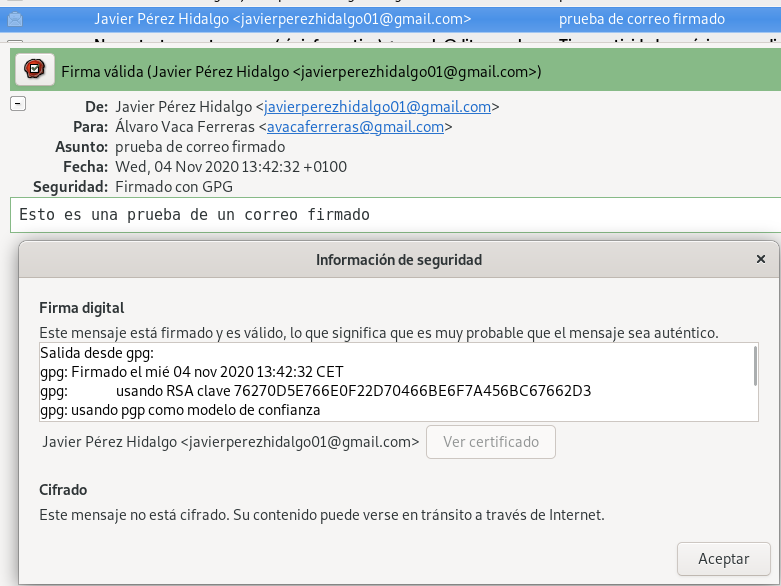 Javier Pérez Hidalgo <javierperezhidalgo01@gmail.com> prueba de correo firmado
Firma válida (Javier Pérez Hidalgo <javierperezhidalgo01@gmail.com>)
De: Javier Pérez Hidalgo <javierperezhidalgo01@gmail.com>
Para: Álvaro Vaca Ferreras <avacaferreras@gmail.com>
Asunto: prueba de correo firmado
Fecha: Wed, 04 Nov 2020 13:42:32 +0100
Seguridad: Firmado con GPG
Esto es una prueba de un correo firmado
Información de seguridad
Firma digital
Este mensaje está firmado y es válido, lo que significa que es muy probable que el mensaje sea auténtico.
Salida desde gpg:
gpg: Firmado el mié 04 nov 2020 13:42:32 CET
gpg: usando RSA clave 76270D5E766E0F22D70466BE6F7A456BC67662D3
gpg: usando pgp como modelo de confianza
Javier Pérez Hidalgo <javierperezhidalgo01@gmail.com> Ver certificado
Cifrado
Este mensaje no está cifrado. Su contenido puede verse en tránsito a través de Internet.
Aceptar